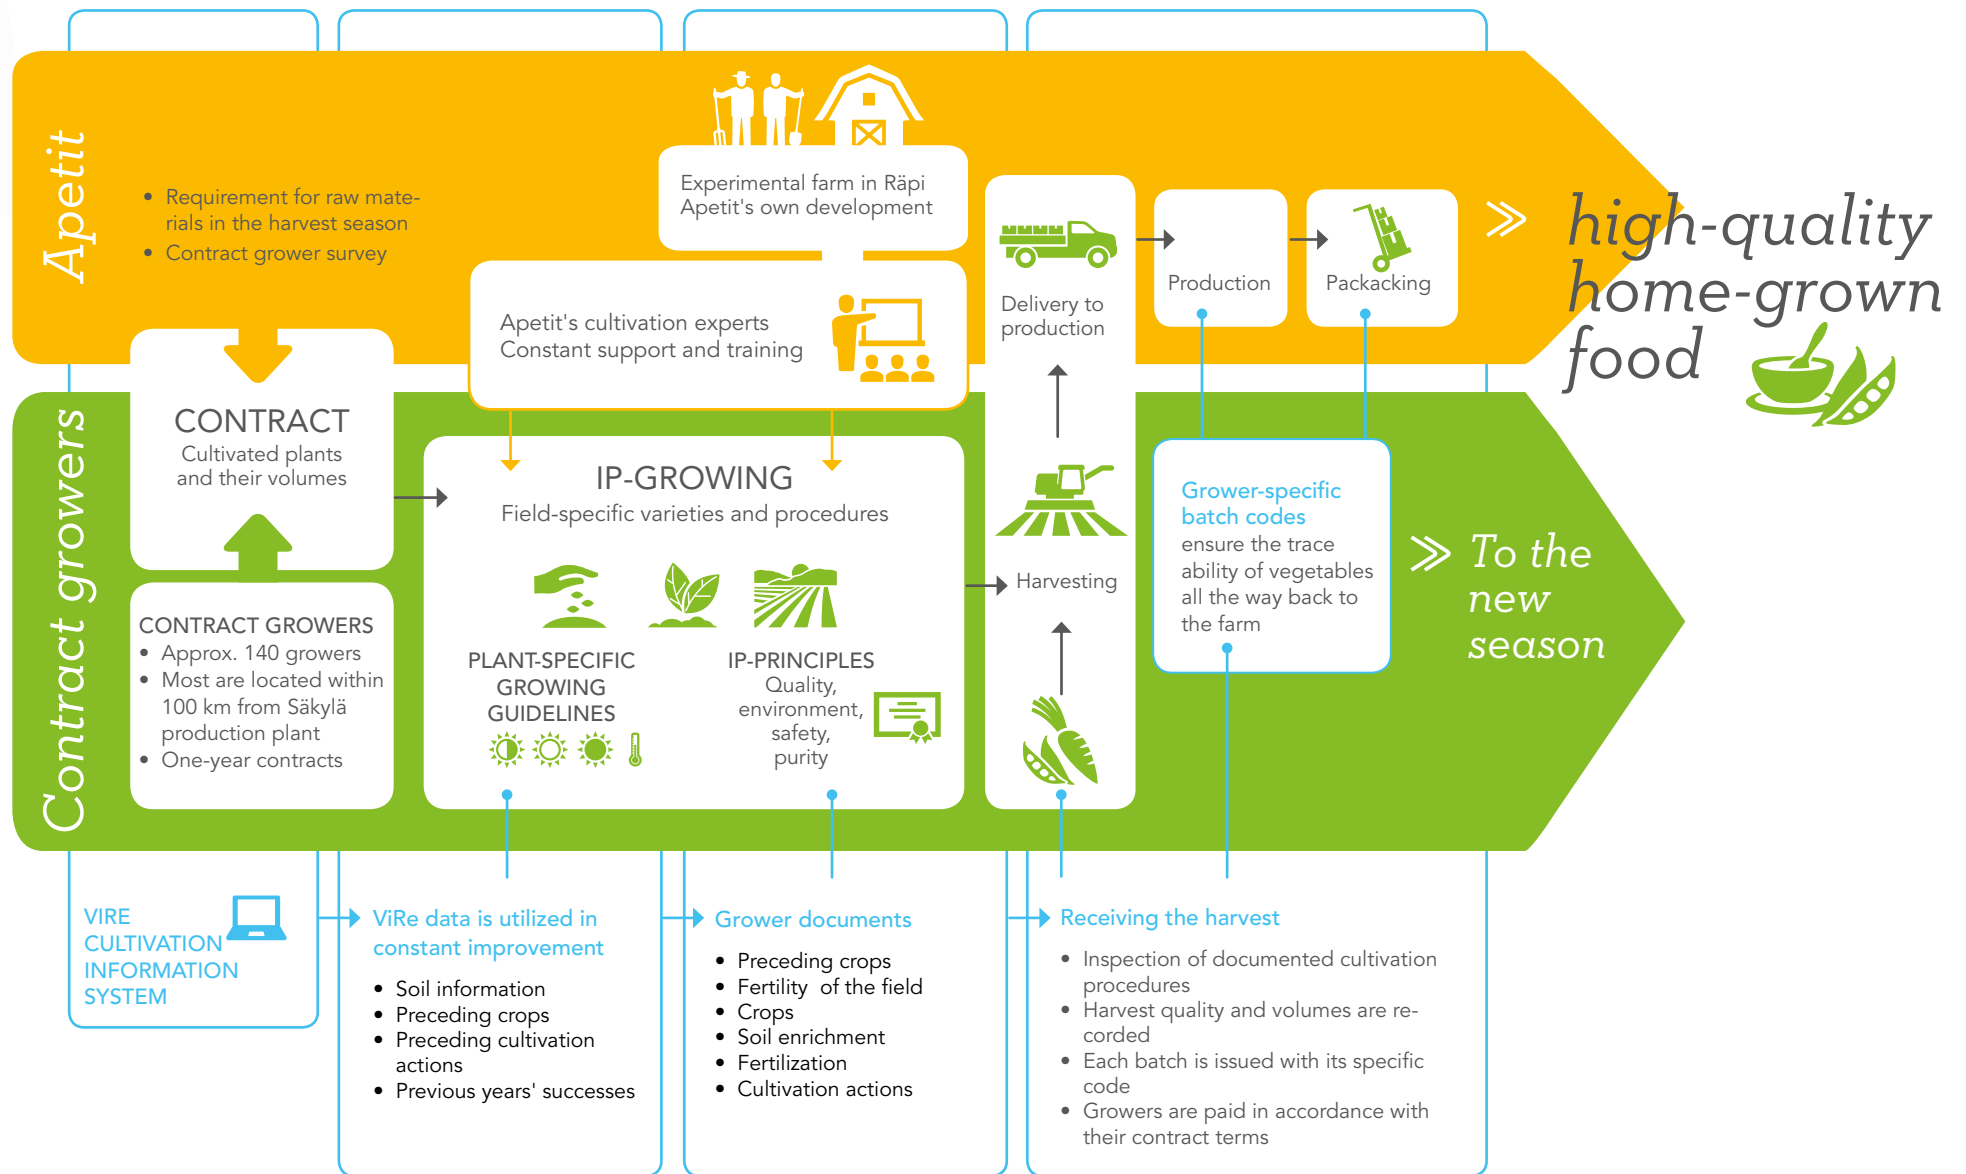 Apetit
• Requirement for raw mate-
rials in the harvest season
• Contract grower survey
Experimental farm in Räpi
Apetit's own development
Apetit's cultivation experts
Constant support and training
Delivery to
production
Production
Packacking
high-quality
home-grown
food
Contract growers
CONTRACT
Cultivated plants
and their volumes
CONTRACT GROWERS
• Approx. 140 growers
• Most are located within
100 km from Säkylä
production plant
• One-year contracts
IP-GROWING
Field-specific varieties and procedures
PLANT-SPECIFIC
GROWING
GUIDELINES
IP-PRINCIPLES
Quality,
environment,
safety,
purity
Harvesting
Grower-specific
batch codes
ensure the trace
ability of vegetables
all the way back to
the farm
To the
new
season
VIRE
CULTIVATION
INFORMATION
SYSTEM
ViRe data is utilized in
constant improvement
• Soil information
• Preceding crops
• Preceding cultivation
actions
• Previous years' successes
Grower documents
• Preceding crops
• Fertility of the field
• Crops
• Soil enrichment
• Fertilization
• Cultivation actions
Receiving the harvest
• Inspection of documented cultivation
procedures
• Harvest quality and volumes are re-
corded
• Each batch is issued with its specific
code
• Growers are paid in accordance with
their contract terms